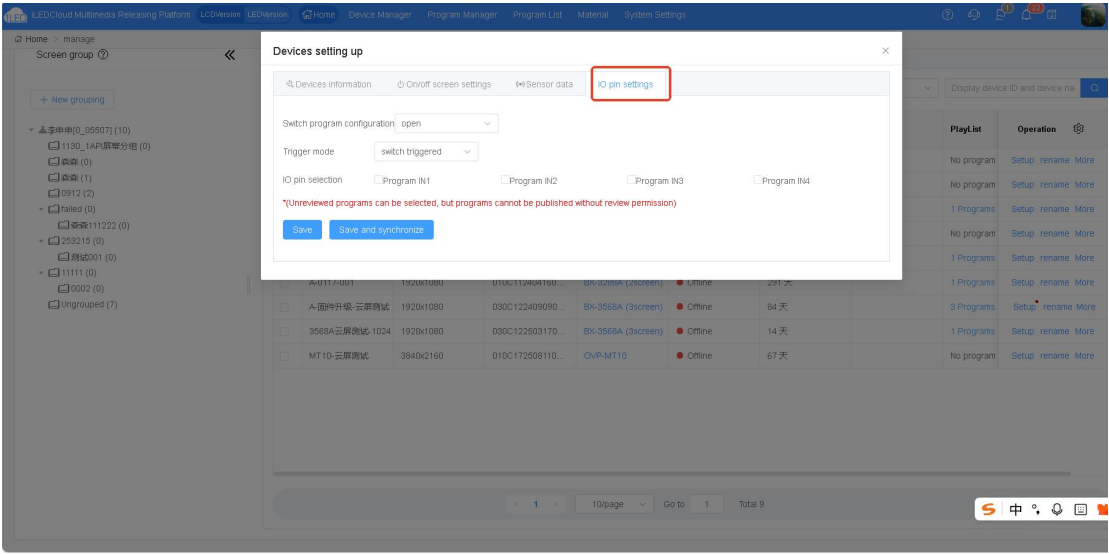 iLEDCloud Multimedia Releasing Platform LCDVersion LEDVersion Home Device Manager Program Manager Program List Material System Settings 1 22
Home > manage
Screen group
+ New grouping
李申申[0_05507] (10)
1130_1API屏幕分组 (0)
森森 (0)
森森 (1)
0912 (2)
failed (0)
森森111222 (0)
253215 (0)
测试001 (0)
11111 (0)
0002 (0)
Ungrouped (7)
Devices setting up
Devices information On/off screen settings Sensor data IO pin settings
Switch program configuration open
Trigger mode switch triggered
IO pin selection Program IN1 Program IN2 Program IN3 Program IN4
*(Unreviewed programs can be selected, but programs cannot be published without review permission)
Save Save and synchronize
Display device ID and device na
PlayList Operation
No program Setup rename More
No program Setup rename More
1 Programs Setup rename More
No program Setup rename More
1 Programs Setup rename More
A-0117-001 1920x1080 010C112404160... BX-3288A (2screen) Offline 291 天 1 Programs Setup rename More
A-固件升级-云屏测试 1920x1080 030C122409090... BX-3568A (3screen) Offline 84 天 3 Programs Setup rename More
3568A云屏测试-1024 1920x1080 030C122503170... BX-3568A (3screen) Offline 14 天 1 Programs Setup rename More
MT10-云屏测试 3840x2160 010C172508110... OVP-MT10 Offline 67 天 No program Setup rename More
1 10/page Go to 1 Total 9
中